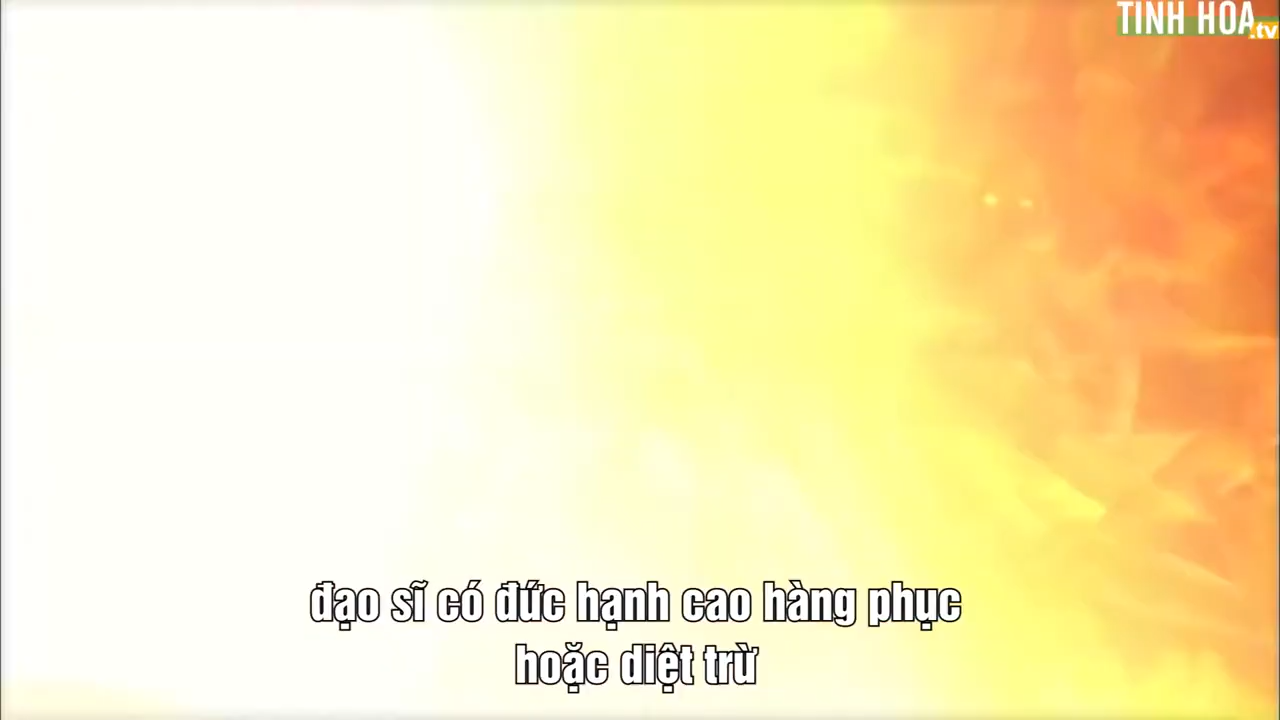 TINH HOA
.tv
đạo sĩ có đức hạnh cao hàng phục
hoặc diệt trừ